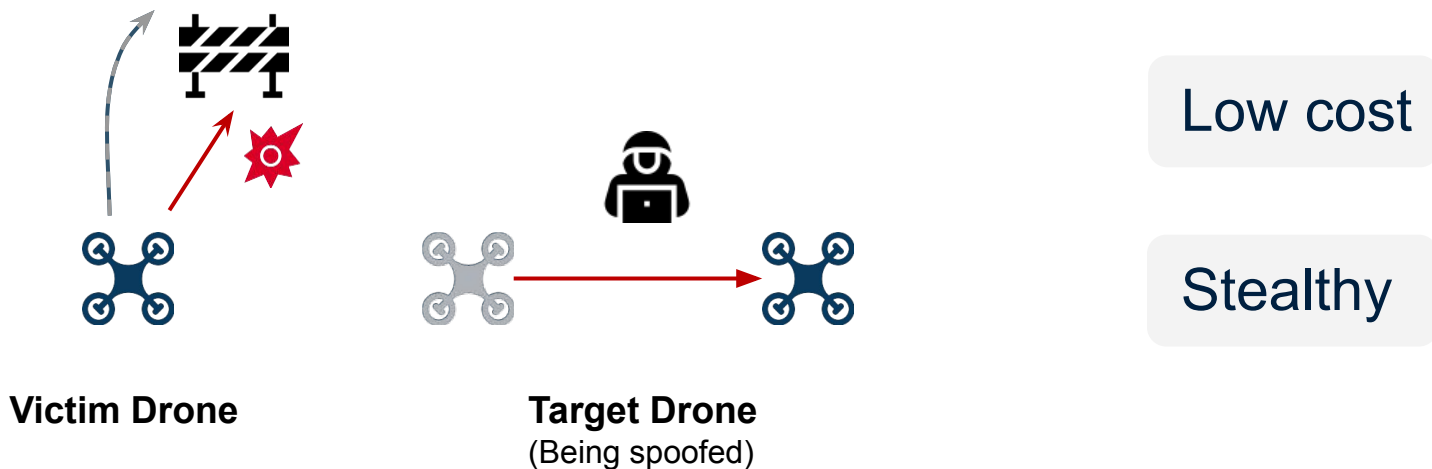 Low cost
Stealthy
Victim Drone
Target Drone
(Being spoofed)